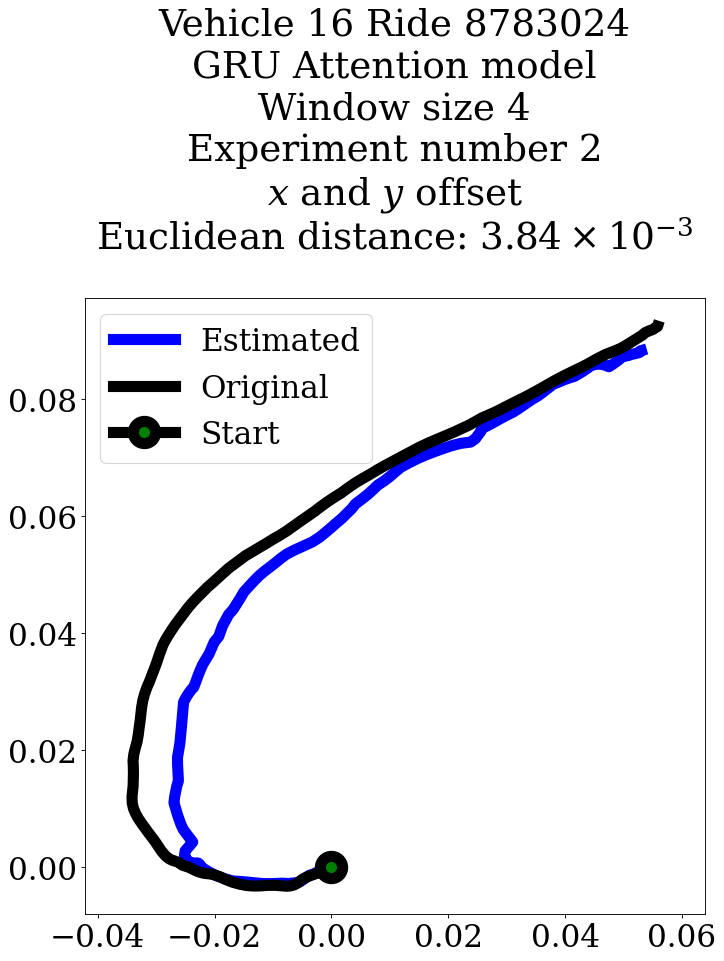 Vehicle 16 Ride 8783024
GRU Attention model
Window size 4
Experiment number 2
x and y offset
Euclidean distance: 3.84 × 10⁻³
Estimated
Original
Start
0.08
0.06
0.04
0.02
0.00
−0.04 −0.02 0.00 0.02 0.04 0.06